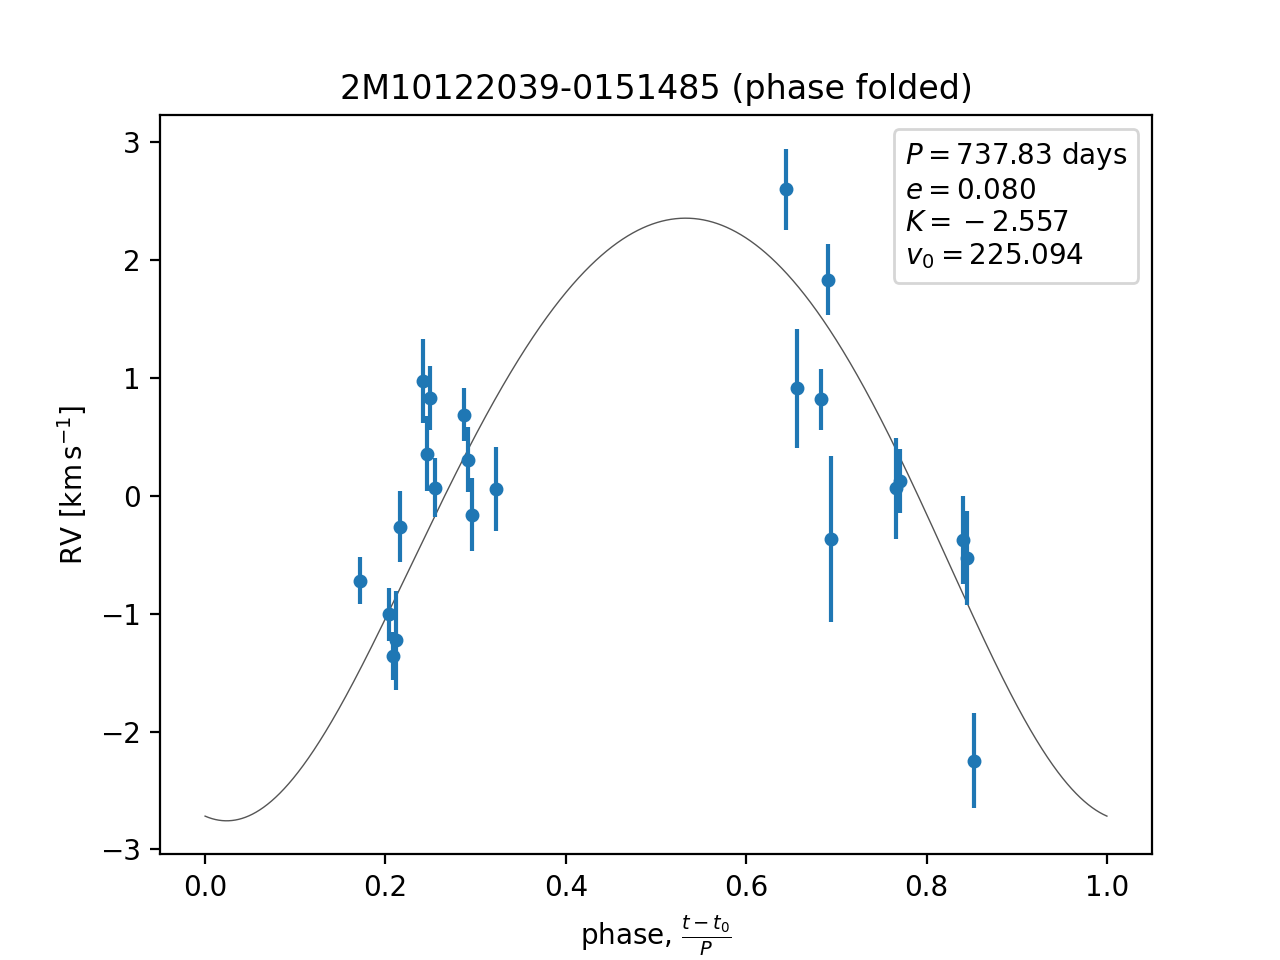 2M10122039-0151485 (phase folded)
P = 737.83 days
e = 0.080
K = −2.557
v₀ = 225.094
RV [km s⁻¹]
3
2
1
0
−1
−2
−3
0.0 0.2 0.4 0.6 0.8 1.0
phase, (t − t₀)/P